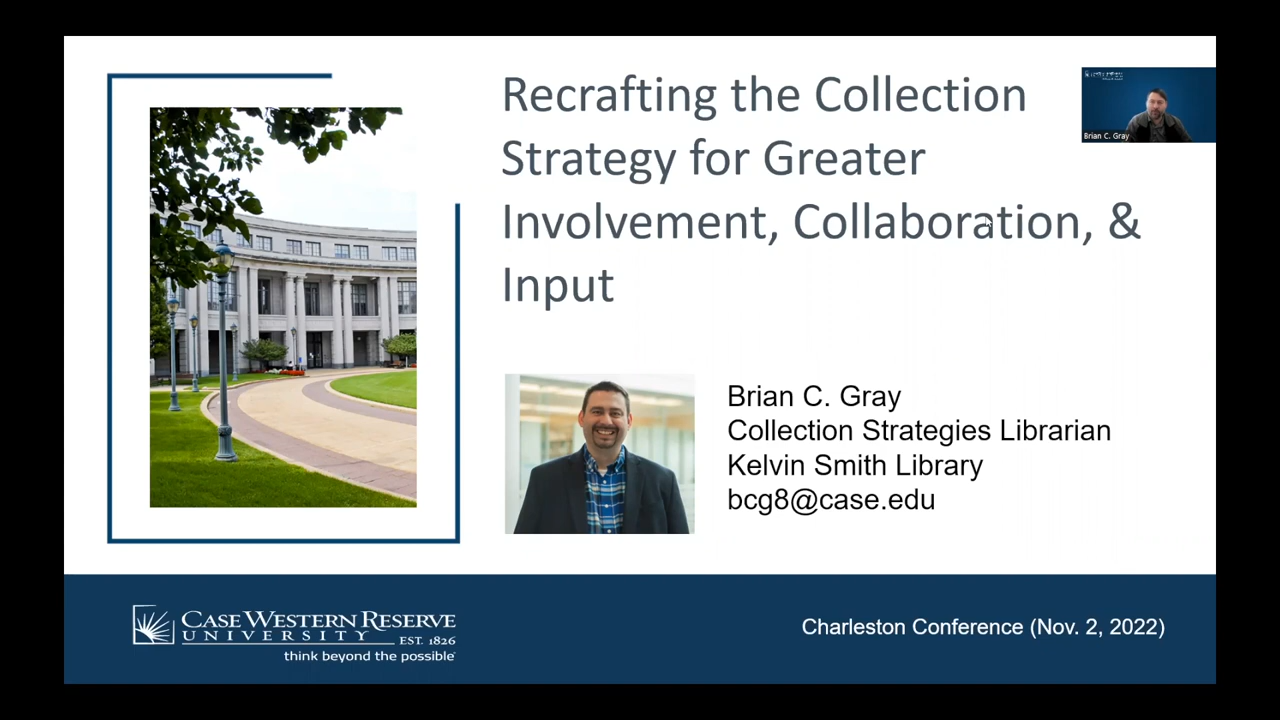 Recrafting the Collection
Strategy for Greater
Involvement, Collaboration, &
Input
Brian C. Gray
Brian C. Gray
Collection Strategies Librarian
Kelvin Smith Library
bcg8@case.edu
CASE WESTERN RESERVE
UNIVERSITY EST. 1826
think beyond the possible
Charleston Conference (Nov. 2, 2022)